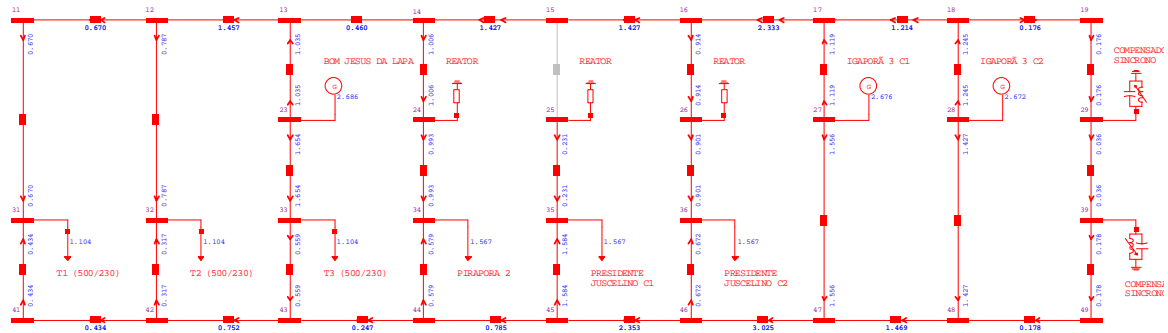 11 12 13 14 15 16 17 18 19
0.670 1.457 0.460 1.427 1.427 2.333 1.214 0.176
0.670 0.787 1.035 1.006 0.914 1.119 1.245 0.176
BOM JESUS DA LAPA REATOR REATOR REATOR IGAPORÃ 3 C1 IGAPORÃ 3 C2 COMPENSADO
SINCRONO
G G G
2.686 2.676 2.672
1.035 1.006 0.914 1.119 1.245 0.176
23 24 25 26 27 28 29
1.654 0.993 0.231 0.901 1.556 1.427 0.036
0.670 0.787 1.654 0.993 0.231 0.901 0.036
31 32 33 34 35 36 39
0.434 0.317 0.559 0.579 1.584 0.672 0.178
1.104 1.104 1.104 1.567 1.567 1.567
T1 (500/230) T2 (500/230) T3 (500/230) PIRAPORA 2 PRESIDENTE
JUSCELINO C1
PRESIDENTE
JUSCELINO C2
COMPENSA
SINCRONO
0.434 0.317 0.559 0.579 1.584 0.672 1.556 1.427 0.178
41 42 43 44 45 46 47 48 49
0.434 0.752 0.247 0.785 2.353 3.025 1.469 0.178